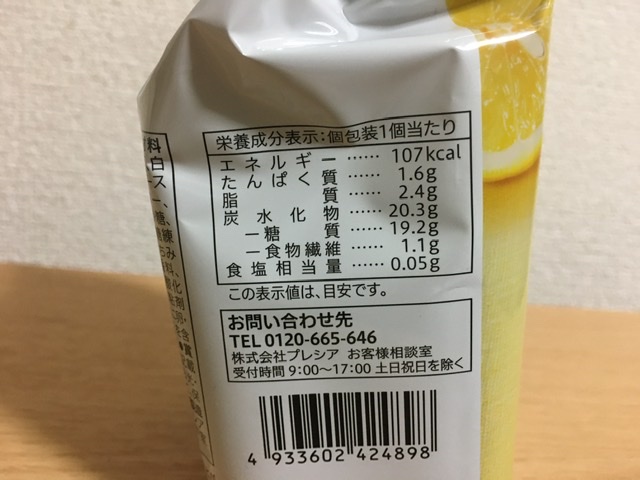 栄養成分表示:個包装1個当たり
エネルギー…… 107kcal
たんぱく質…… 1.6g
脂質…… 2.4g
炭水化物…… 20.3g
—糖質…… 19.2g
—食物繊維…… 1.1g
食塩相当量…… 0.05g
この表示値は、目安です。
お問い合わせ先
TEL 0120-665-646
株式会社プレシア お客様相談室
受付時間 9:00〜17:00 土日祝日を除く
4 933602 424898